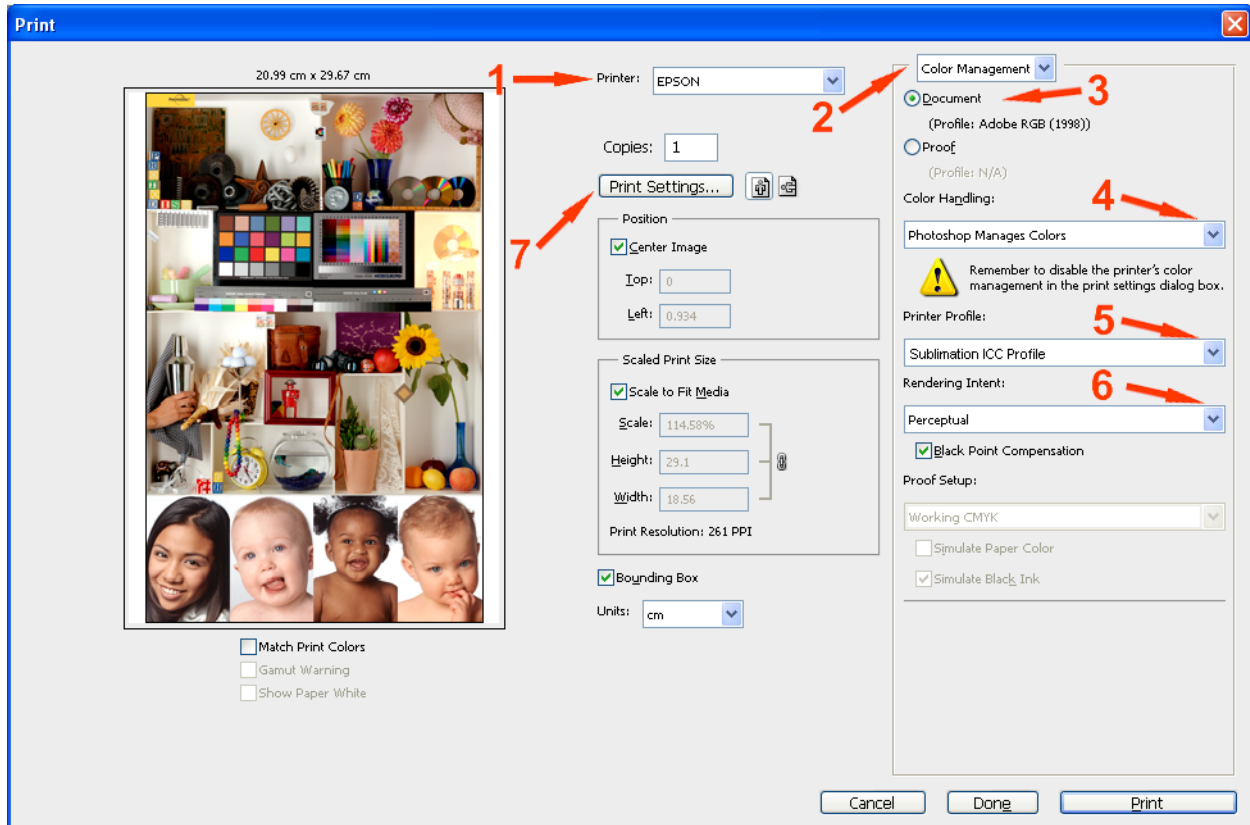 Print
20.99 cm x 29.67 cm
Match Print Colors
Gamut Warning
Show Paper White
1
Printer: EPSON
Copies: 1
Print Settings...
7
Position
Center Image
Top: 0
Left: 0.934
Scaled Print Size
Scale to Fit Media
Scale: 114.58%
Height: 29.1
Width: 18.56
Print Resolution: 261 PPI
Bounding Box
Units: cm
2
Color Management
Document
3
(Profile: Adobe RGB (1998))
Proof
(Profile: N/A)
Color Handling:
4
Photoshop Manages Colors
Remember to disable the printer's color
management in the print settings dialog box.
Printer Profile:
5
Sublimation ICC Profile
Rendering Intent:
6
Perceptual
Black Point Compensation
Proof Setup:
Working CMYK
Simulate Paper Color
Simulate Black Ink
Cancel
Done
Print